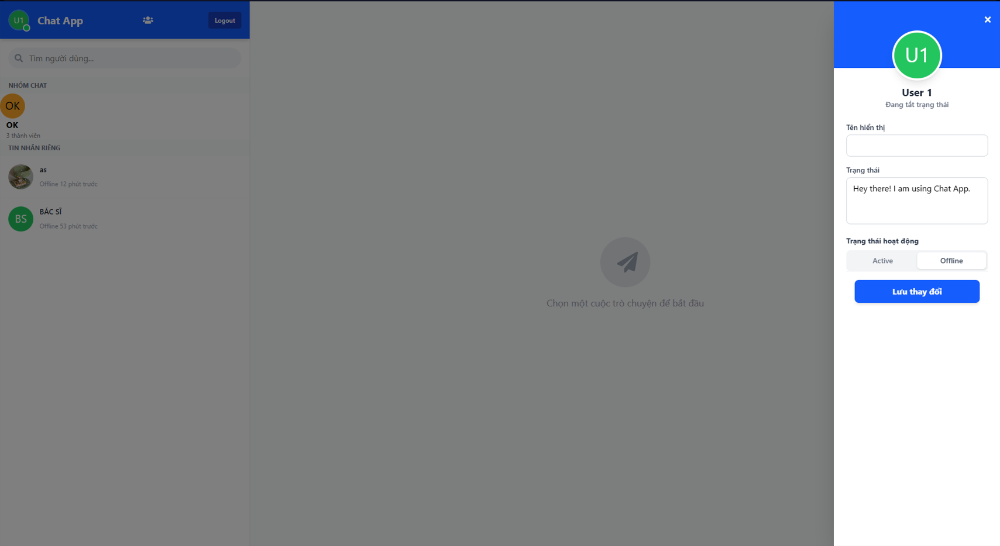 U1
Chat App
Logout
Tìm người dùng...
NHÓM CHAT
OK
OK
3 thành viên
TIN NHẮN RIÊNG
as
Offline 12 phút trước
BS
BÁC SĨ
Offline 53 phút trước
Chọn một cuộc trò chuyện để bắt đầu
U1
User 1
Đang tắt trạng thái
Tên hiển thị
Trạng thái
Hey there! I am using Chat App.
Trạng thái hoạt động
Active
Offline
Lưu thay đổi